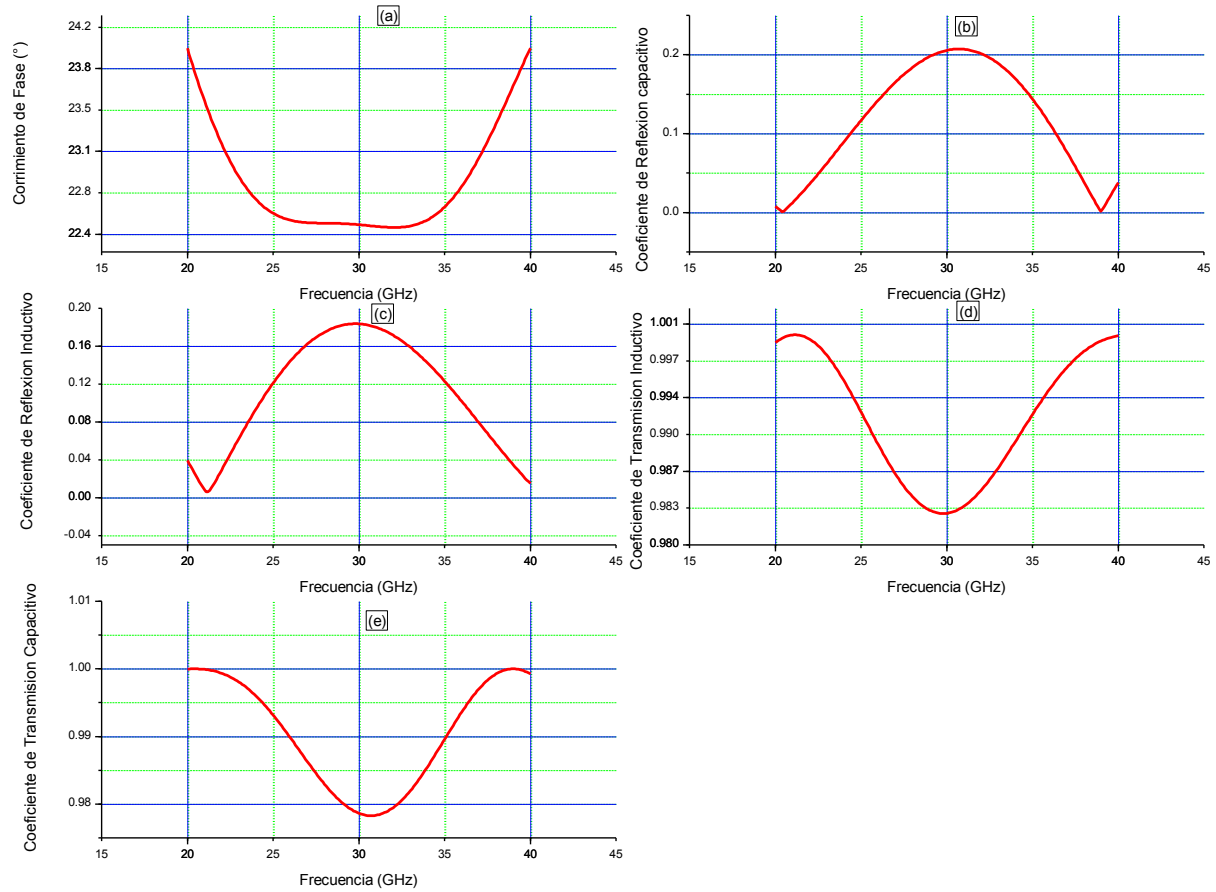 (a)
Corrimiento de Fase (°)
24.2
23.8
23.5
23.1
22.8
22.4
15 20 25 30 35 40 45
Frecuencia (GHz)
(b)
Coeficiente de Reflexion capacitivo
0.2
0.1
0.0
15 20 25 30 35 40 45
Frecuencia (GHz)
(c)
Coeficiente de Reflexion Inductivo
0.20
0.16
0.12
0.08
0.04
0.00
-0.04
15 20 25 30 35 40 45
Frecuencia (GHz)
(d)
Coeficiente de Transmision Inductivo
1.001
0.997
0.994
0.990
0.987
0.983
0.980
15 20 25 30 35 40 45
Frecuencia (GHz)
(e)
Coeficiente de Transmision Capacitivo
1.01
1.00
0.99
0.98
15 20 25 30 35 40 45
Frecuencia (GHz)